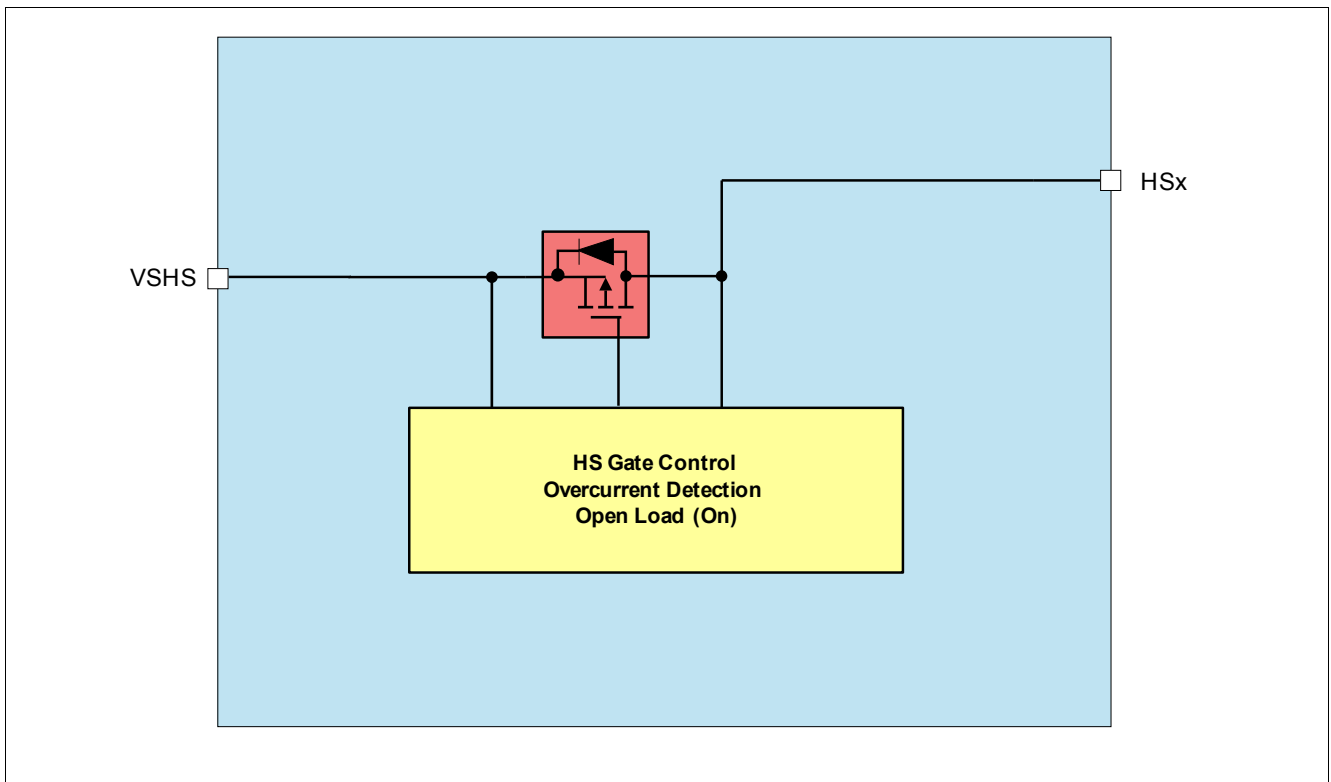 HSx
VSHS
HS Gate Control
Overcurrent Detection
Open Load (On)